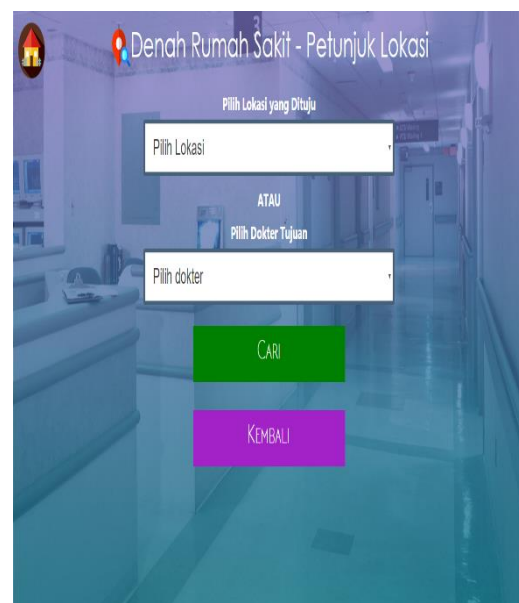 Denah Rumah Sakit - Petunjuk Lokasi
Pilih Lokasi yang Dituju
Pilih Lokasi
ATAU
Pilih Dokter Tujuan
Pilih dokter
CARI
KEMBALI